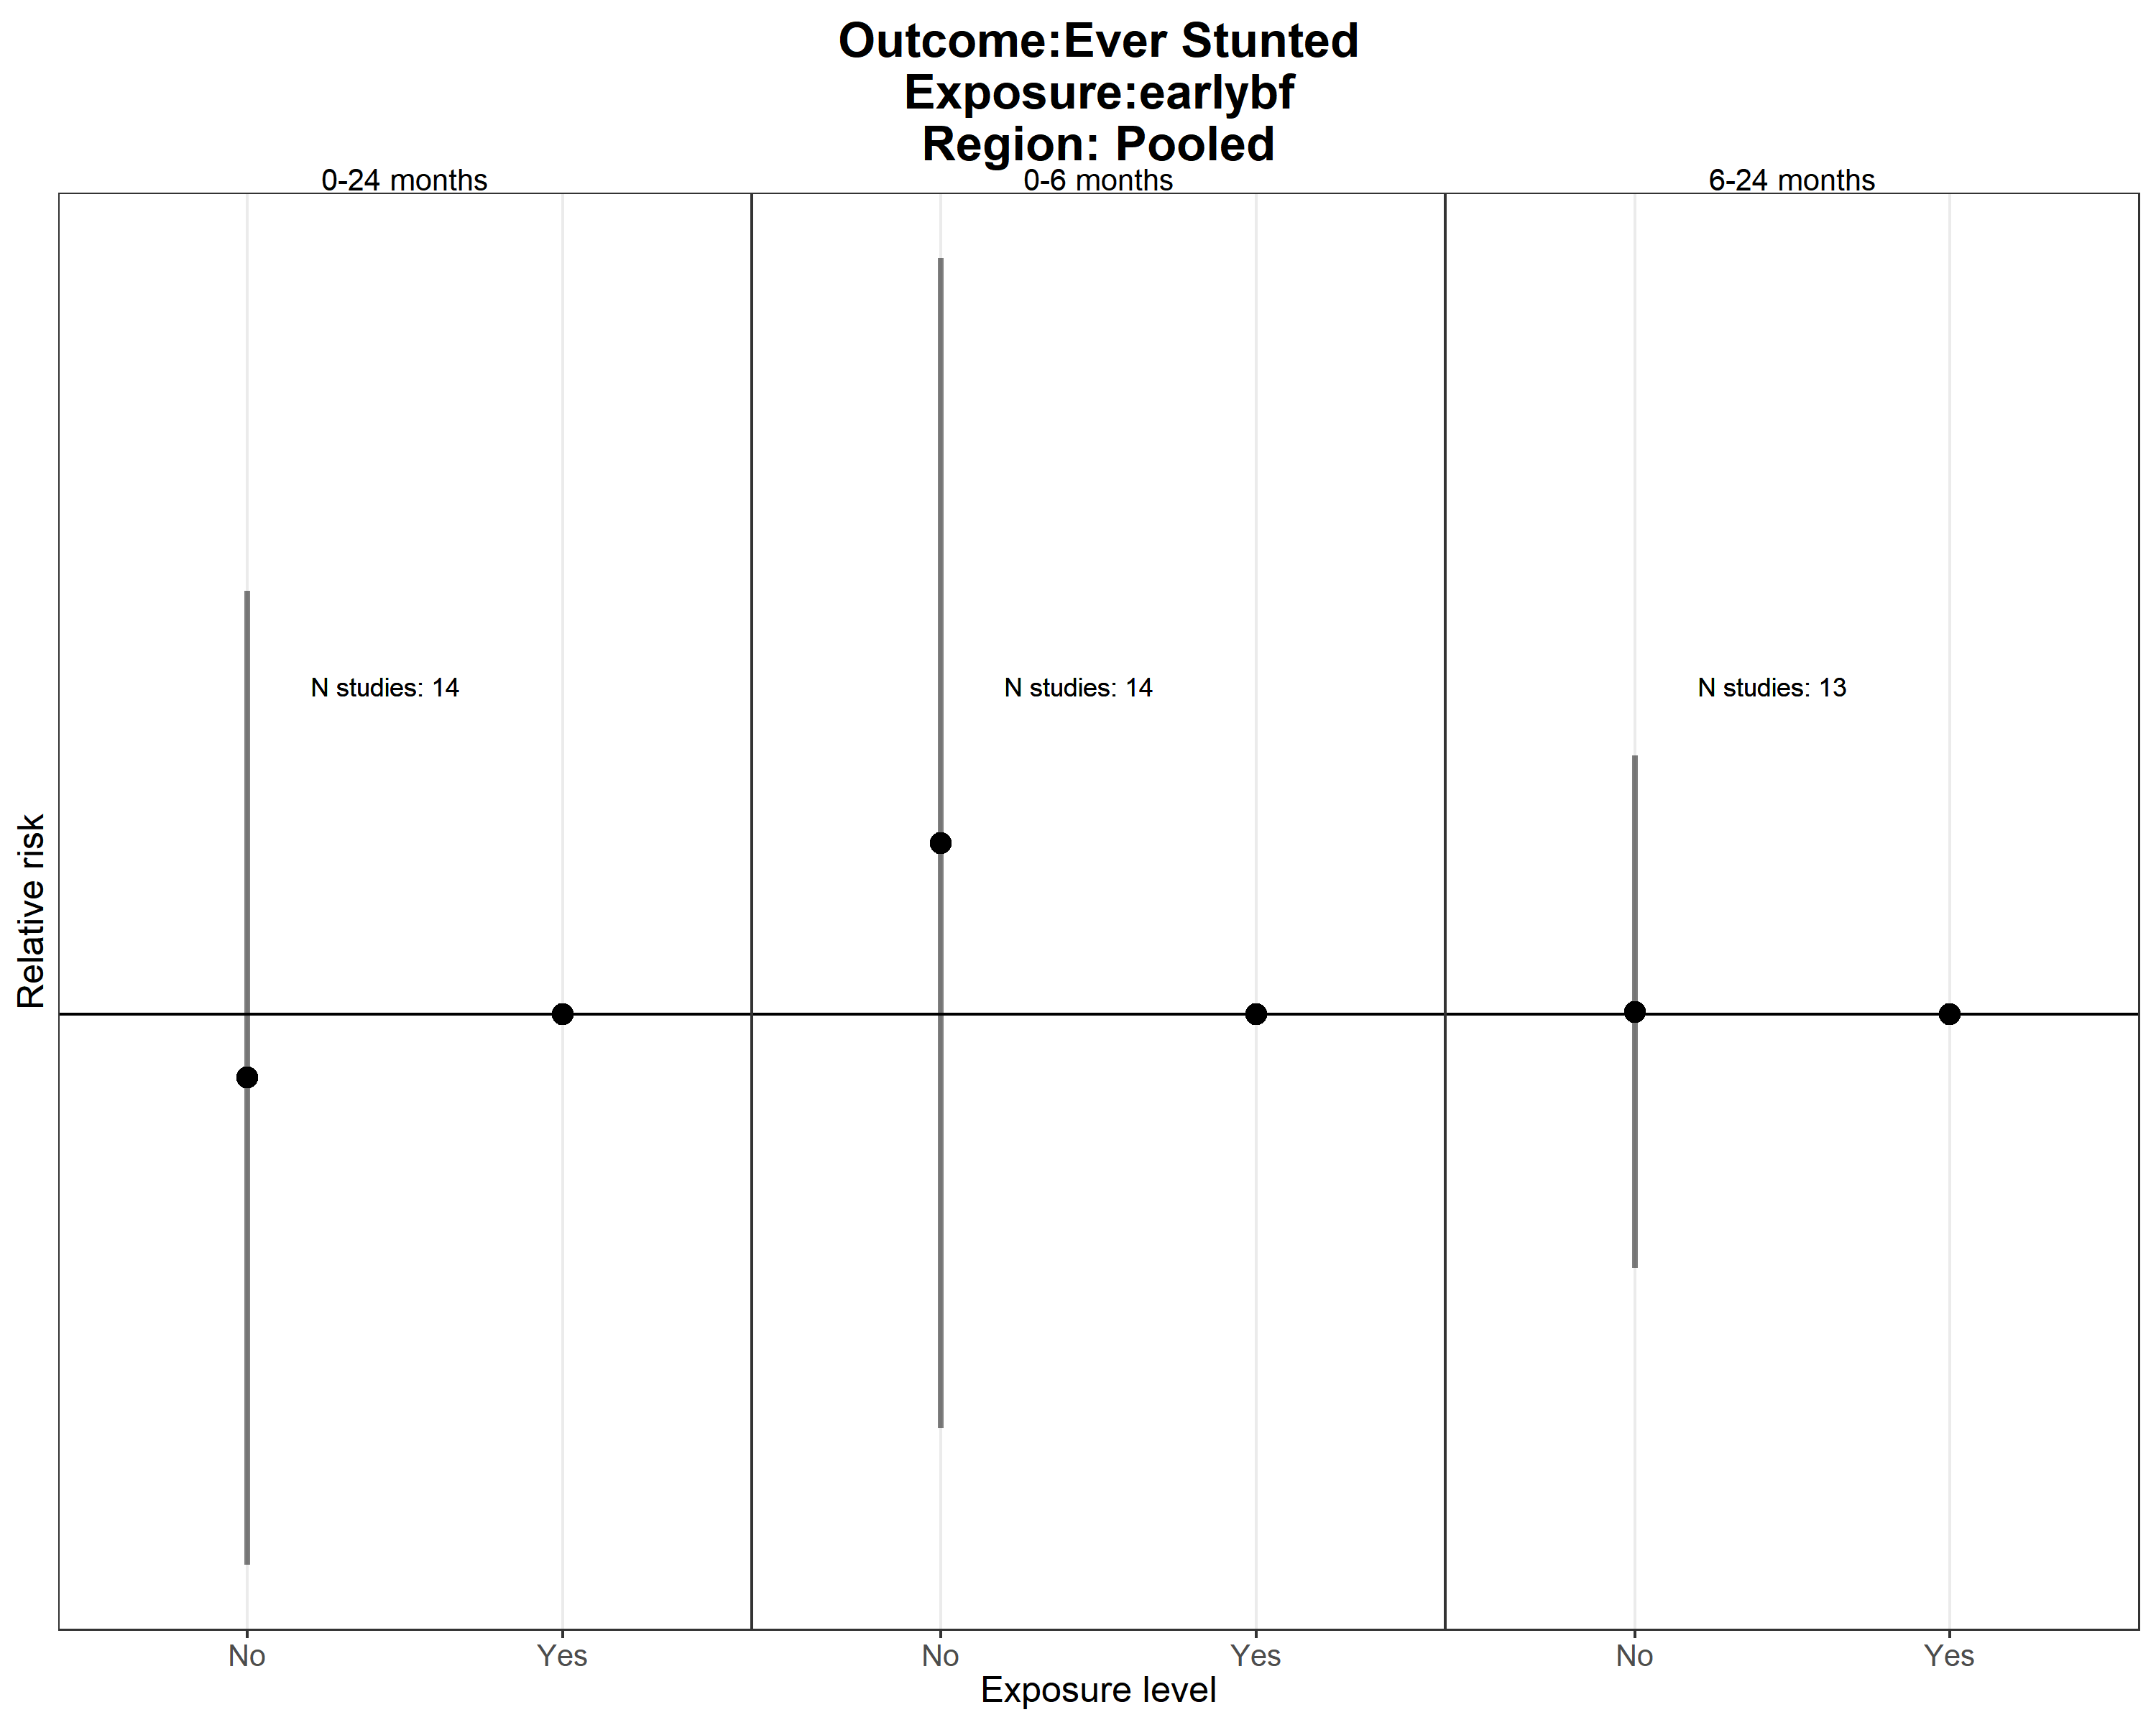 Outcome:Ever Stunted
Exposure:earlybf
Region: Pooled
0-24 months
0-6 months
6-24 months
N studies: 14
N studies: 14
N studies: 13
Relative risk
No
Yes
No
Yes
No
Yes
Exposure level